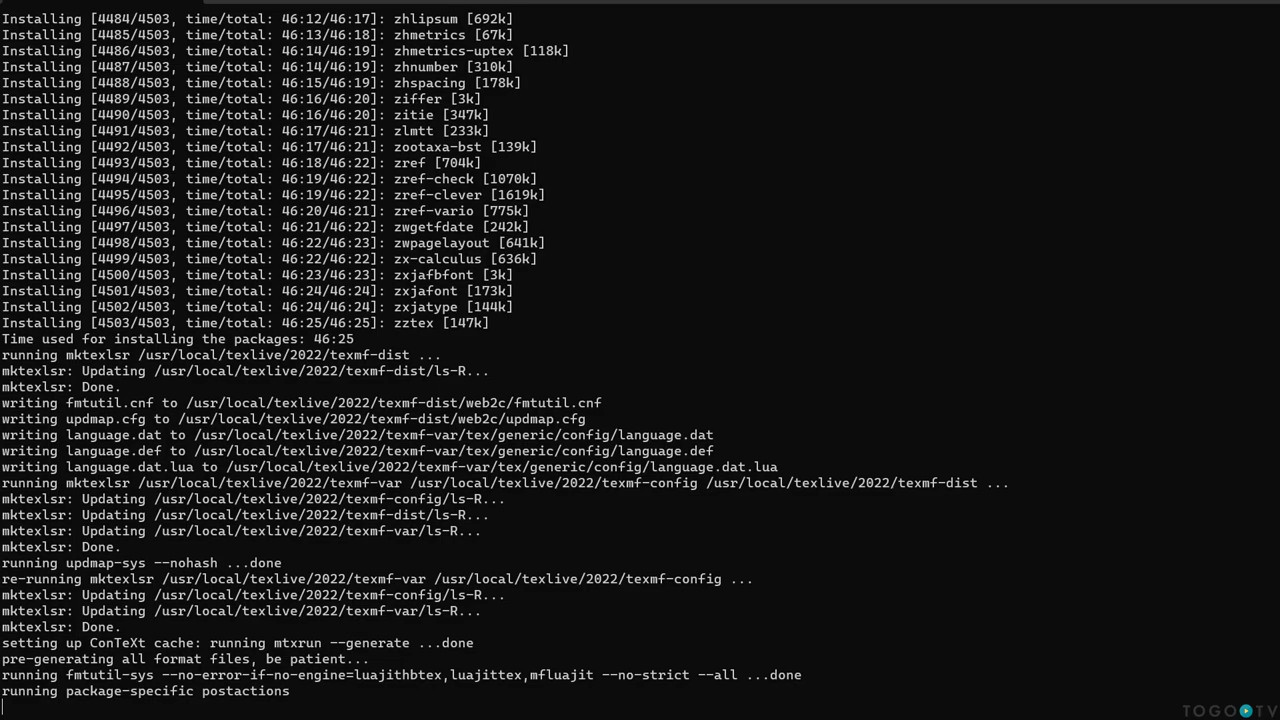 Installing [4484/4503, time/total: 46:12/46:17]: zhlipsum [692k]
Installing [4485/4503, time/total: 46:13/46:18]: zhmetrics [67k]
Installing [4486/4503, time/total: 46:14/46:19]: zhmetrics-uptex [118k]
Installing [4487/4503, time/total: 46:14/46:19]: zhnumber [310k]
Installing [4488/4503, time/total: 46:15/46:19]: zhspacing [178k]
Installing [4489/4503, time/total: 46:16/46:20]: ziffer [3k]
Installing [4490/4503, time/total: 46:16/46:20]: zitie [347k]
Installing [4491/4503, time/total: 46:17/46:21]: zlmtt [233k]
Installing [4492/4503, time/total: 46:17/46:21]: zootaxa-bst [139k]
Installing [4493/4503, time/total: 46:18/46:22]: zref [704k]
Installing [4494/4503, time/total: 46:19/46:22]: zref-check [1070k]
Installing [4495/4503, time/total: 46:19/46:22]: zref-clever [1619k]
Installing [4496/4503, time/total: 46:20/46:21]: zref-vario [775k]
Installing [4497/4503, time/total: 46:21/46:22]: zwgetfdate [242k]
Installing [4498/4503, time/total: 46:22/46:23]: zwpagelayout [641k]
Installing [4499/4503, time/total: 46:22/46:22]: zx-calculus [636k]
Installing [4500/4503, time/total: 46:23/46:23]: zxjafbfont [3k]
Installing [4501/4503, time/total: 46:24/46:24]: zxjafont [173k]
Installing [4502/4503, time/total: 46:24/46:24]: zxjatype [144k]
Installing [4503/4503, time/total: 46:25/46:25]: zztex [147k]
Time used for installing the packages: 46:25
running mktexlsr /usr/local/texlive/2022/texmf-dist ...
mktexlsr: Updating /usr/local/texlive/2022/texmf-dist/ls-R...
mktexlsr: Done.
writing fmtutil.cnf to /usr/local/texlive/2022/texmf-dist/web2c/fmtutil.cnf
writing updmap.cfg to /usr/local/texlive/2022/texmf-dist/web2c/updmap.cfg
writing language.dat to /usr/local/texlive/2022/texmf-var/tex/generic/config/language.dat
writing language.def to /usr/local/texlive/2022/texmf-var/tex/generic/config/language.def
writing language.dat.lua to /usr/local/texlive/2022/texmf-var/tex/generic/config/language.dat.lua
running mktexlsr /usr/local/texlive/2022/texmf-var /usr/local/texlive/2022/texmf-config /usr/local/texlive/2022/texmf-dist ...
mktexlsr: Updating /usr/local/texlive/2022/texmf-config/ls-R...
mktexlsr: Updating /usr/local/texlive/2022/texmf-dist/ls-R...
mktexlsr: Updating /usr/local/texlive/2022/texmf-var/ls-R...
mktexlsr: Done.
running updmap-sys --nohash ...done
re-running mktexlsr /usr/local/texlive/2022/texmf-var /usr/local/texlive/2022/texmf-config ...
mktexlsr: Updating /usr/local/texlive/2022/texmf-config/ls-R...
mktexlsr: Updating /usr/local/texlive/2022/texmf-var/ls-R...
mktexlsr: Done.
setting up ConTeXt cache: running mtxrun --generate ...done
pre-generating all format files, be patient...
running fmtutil-sys --no-error-if-no-engine=luajithbtex,luajittex,mfluajit --no-strict --all ...done
running package-specific postactions
TOGOTV